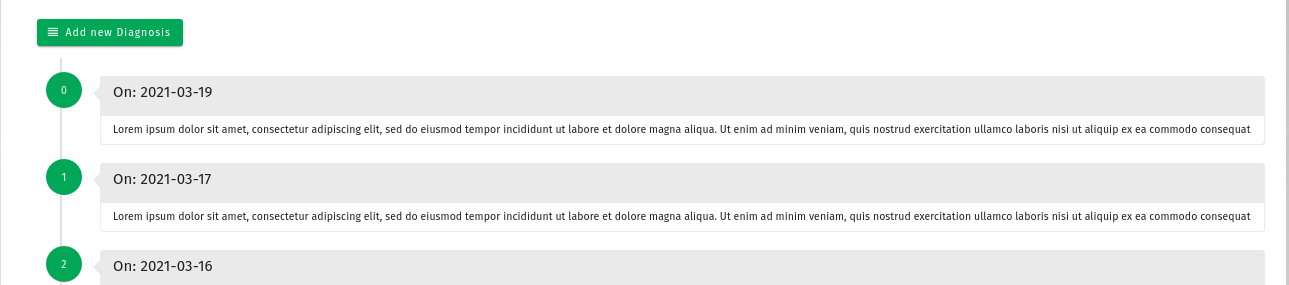 Add new Diagnosis
0
On: 2021-03-19
Lorem ipsum dolor sit amet, consectetur adipiscing elit, sed do eiusmod tempor incididunt ut labore et dolore magna aliqua. Ut enim ad minim veniam, quis nostrud exercitation ullamco laboris nisi ut aliquip ex ea commodo consequat
1
On: 2021-03-17
Lorem ipsum dolor sit amet, consectetur adipiscing elit, sed do eiusmod tempor incididunt ut labore et dolore magna aliqua. Ut enim ad minim veniam, quis nostrud exercitation ullamco laboris nisi ut aliquip ex ea commodo consequat
2
On: 2021-03-16